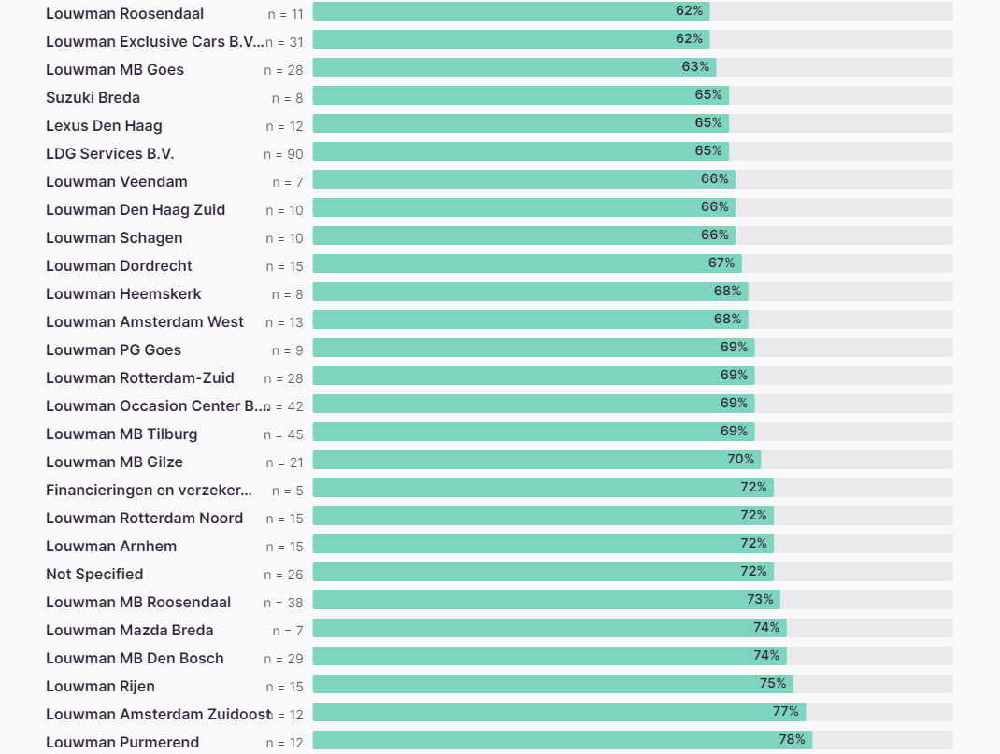 Louwman Roosendaal n = 11 62%
Louwman Exclusive Cars B.V... n = 31 62%
Louwman MB Goes n = 28 63%
Suzuki Breda n = 8 65%
Lexus Den Haag n = 12 65%
LDG Services B.V. n = 90 65%
Louwman Veendam n = 7 66%
Louwman Den Haag Zuid n = 10 66%
Louwman Schagen n = 10 66%
Louwman Dordrecht n = 15 67%
Louwman Heemskerk n = 8 68%
Louwman Amsterdam West n = 13 68%
Louwman PG Goes n = 9 69%
Louwman Rotterdam-Zuid n = 28 69%
Louwman Occasion Center B.... n = 42 69%
Louwman MB Tilburg n = 45 69%
Louwman MB Gilze n = 21 70%
Financieringen en verzeker... n = 5 72%
Louwman Rotterdam Noord n = 15 72%
Louwman Arnhem n = 15 72%
Not Specified n = 26 72%
Louwman MB Roosendaal n = 38 73%
Louwman Mazda Breda n = 7 74%
Louwman MB Den Bosch n = 29 74%
Louwman Rijen n = 15 75%
Louwman Amsterdam Zuidoost n = 12 77%
Louwman Purmerend n = 12 78%